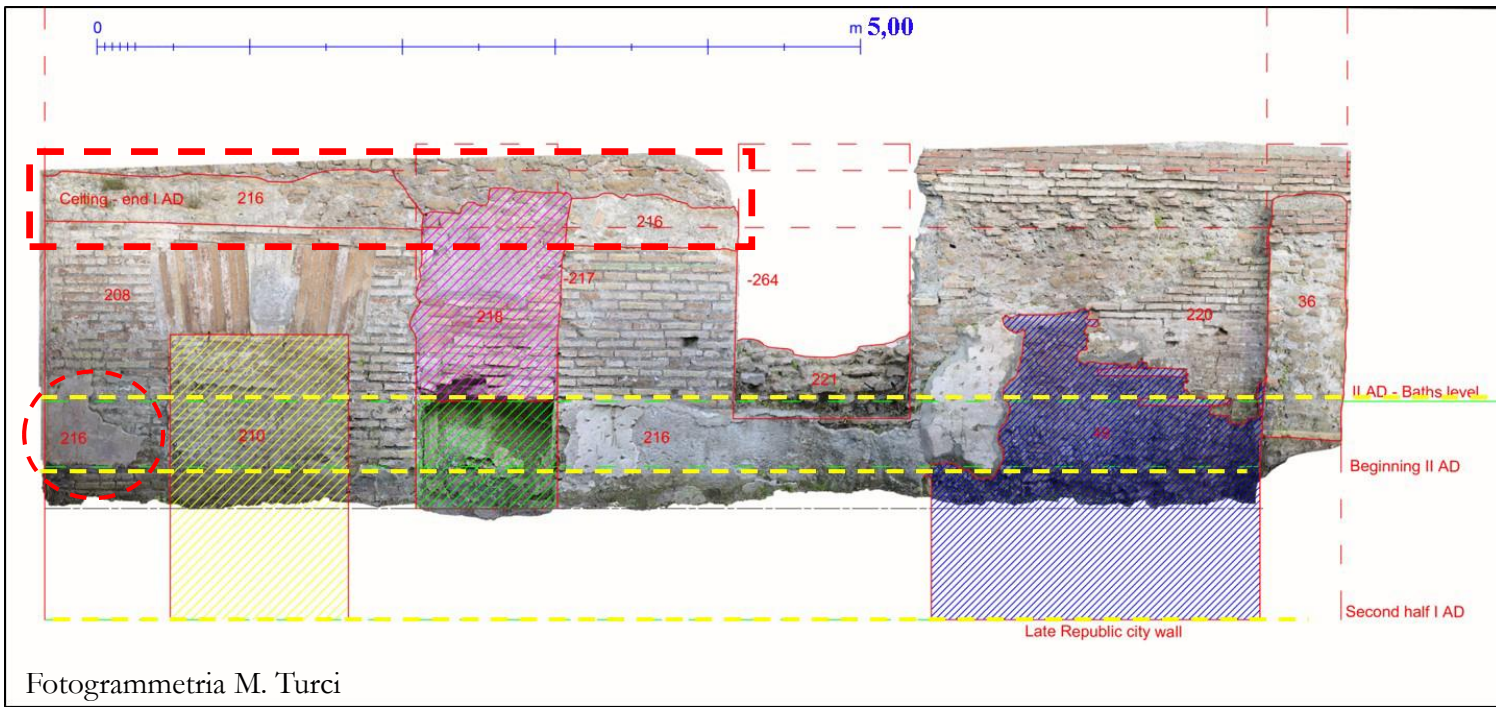 0
m 5,00
Ceiling - end I AD
216
216
208
-217
-264
218
220
36
221
II AD - Baths level
216
210
216
Beginning II AD
Second half I AD
Late Republic city wall
Fotogrammetria M. Turci